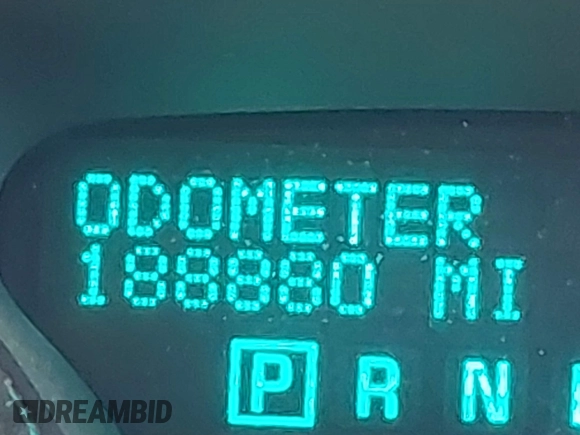 ODOMETER
188880 MI
P R N
DREAMBID